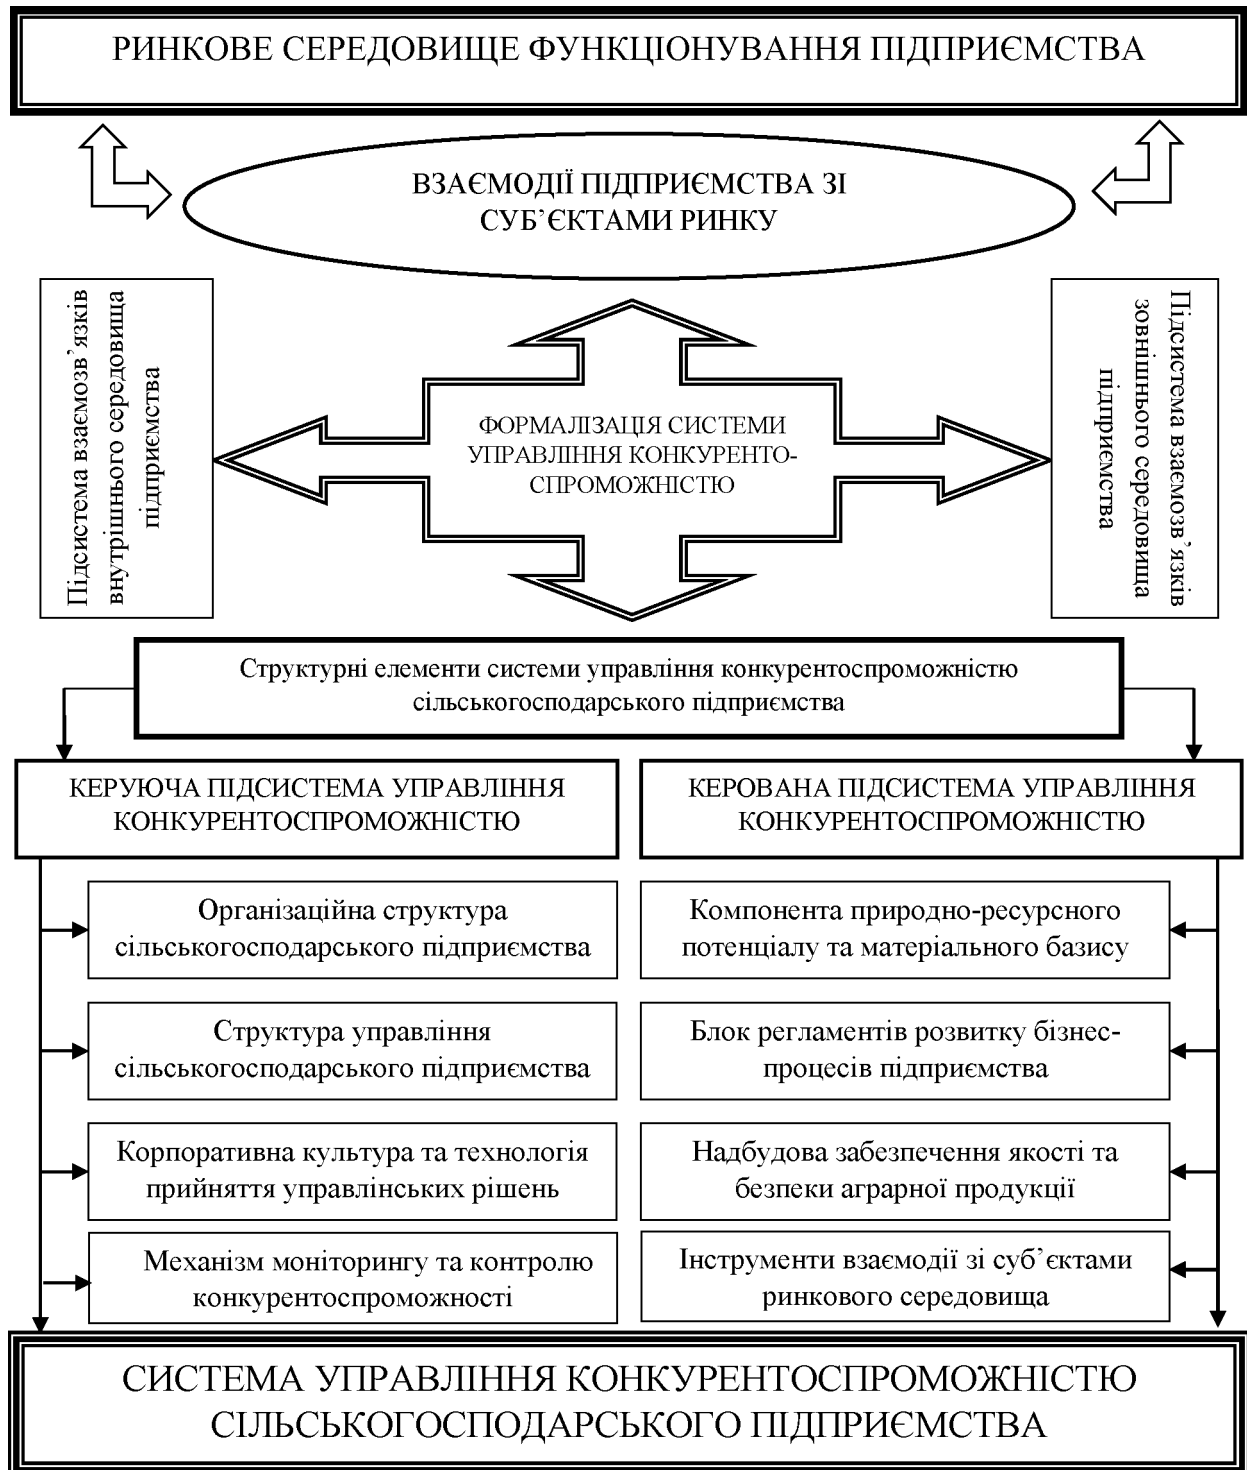 РИНКОВЕ СЕРЕДОВИЩЕ ФУНКЦІОНУВАННЯ ПІДПРИЄМСТВА
ВЗАЄМОДІЇ ПІДПРИЄМСТВА ЗІ
СУБ’ЄКТАМИ РИНКУ
Підсистема взаємозв’язків
внутрішнього середовища
підприємства
ФОРМАЛІЗАЦІЯ СИСТЕМИ
УПРАВЛІННЯ КОНКУРЕНТО-
СПРОМОЖНІСТЮ
Підсистема взаємозв’язків
зовнішнього середовища
підприємства
Структурні елементи системи управління конкурентоспроможністю
сільськогосподарського підприємства
КЕРУЮЧА ПІДСИСТЕМА УПРАВЛІННЯ
КОНКУРЕНТОСПРОМОЖНІСТЮ
КЕРОВАНА ПІДСИСТЕМА УПРАВЛІННЯ
КОНКУРЕНТОСПРОМОЖНІСТЮ
Організаційна структура
сільськогосподарського підприємства
Компонента природно-ресурсного
потенціалу та матеріального базису
Структура управління
сільськогосподарського підприємства
Блок регламентів розвитку бізнес-
процесів підприємства
Корпоративна культура та технологія
прийняття управлінських рішень
Надбудова забезпечення якості та
безпеки аграрної продукції
Механізм моніторингу та контролю
конкурентоспроможності
Інструменти взаємодії зі суб’єктами
ринкового середовища
СИСТЕМА УПРАВЛІННЯ КОНКУРЕНТОСПРОМОЖНІСТЮ
СІЛЬСЬКОГОСПОДАРСЬКОГО ПІДПРИЄМСТВА